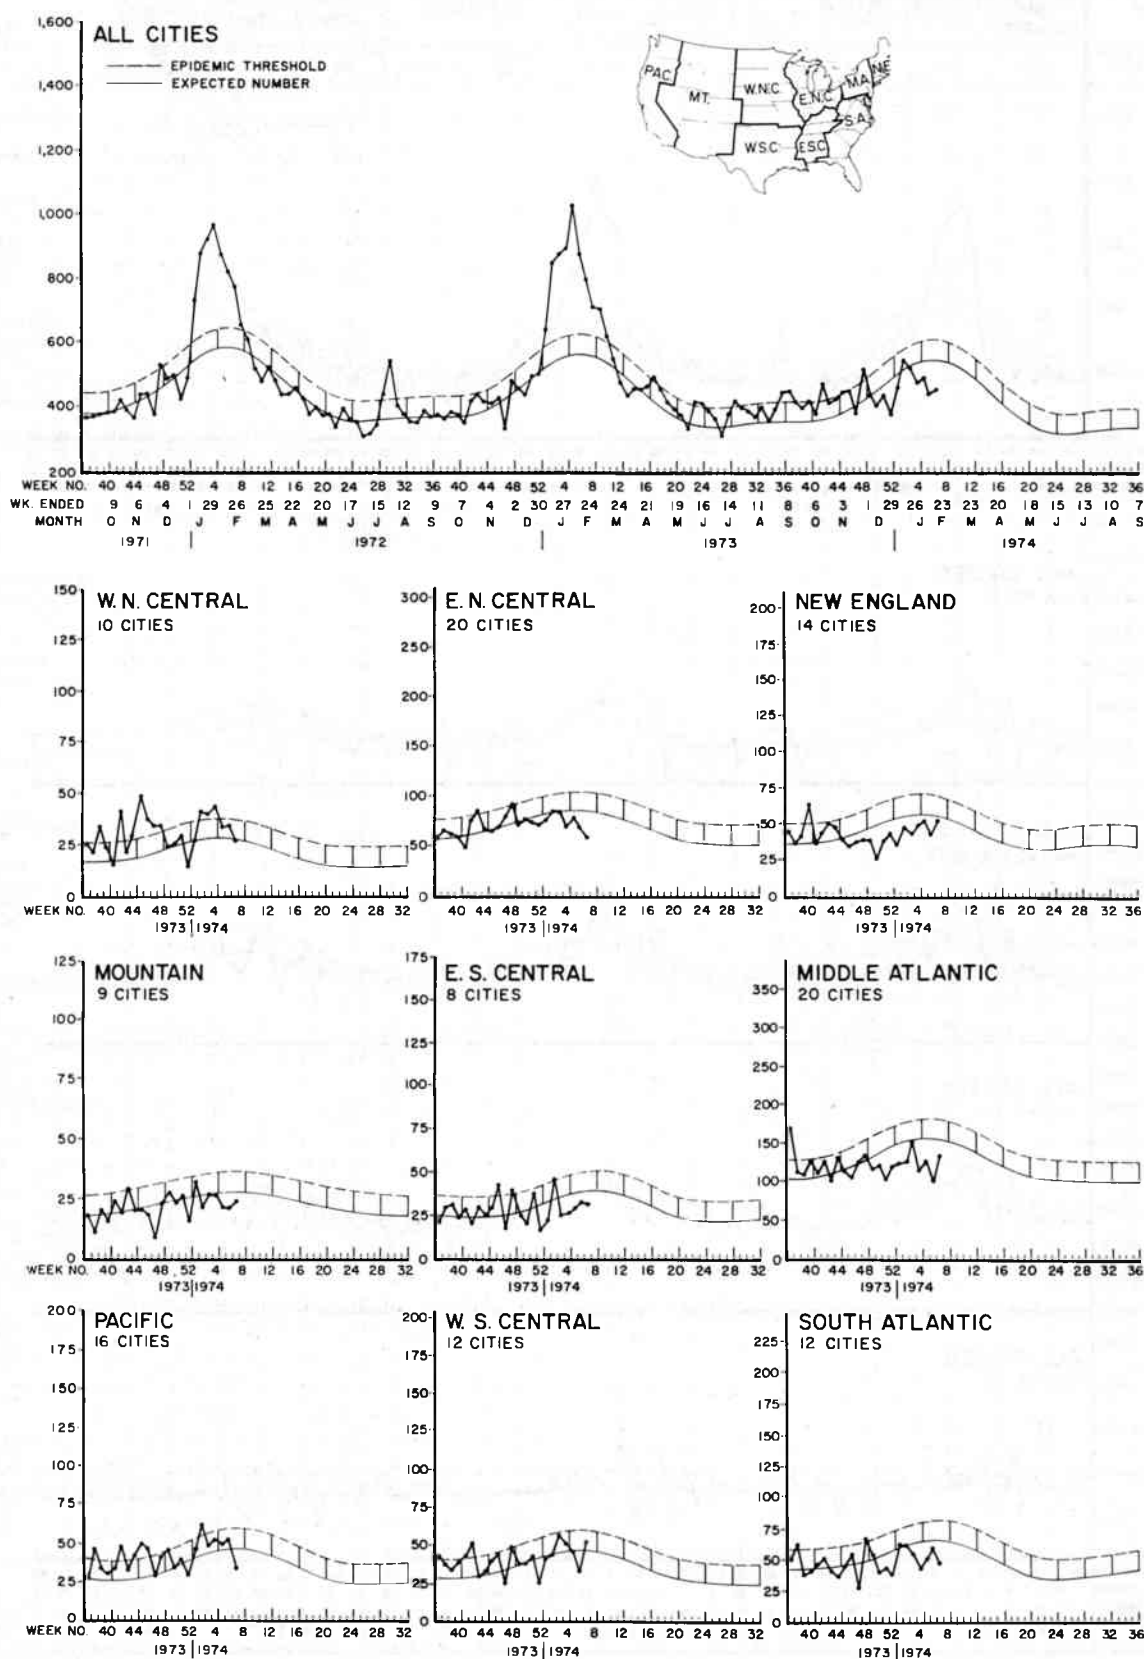 1,600
ALL CITIES
EPIDEMIC THRESHOLD
EXPECTED NUMBER
1,400
1,200
1,000
800
600
400
200
PAC. MT. W.N.C. E.N.C. M.A. N.E.
W.S.C. E.S.C. S.A.
WEEK NO. 40 44 48 52 4 8 12 16 20 24 28 32 36 40 44 48 52 4 8 12 16 20 24 28 32 36 40 44 48 52 4 8 12 16 20 24 28 32 36
WK. ENDED 9 6 4 1 29 26 25 22 20 17 15 12 9 7 4 2 30 27 24 24 21 19 16 14 11 8 6 3 1 29 26 23 23 20 18 15 13 10 7
MONTH O N D J F M A M J J A S O N D J F M A M J J A S O N D J F M A M J J A S
1971 | 1972 | 1973 | 1974
W. N. CENTRAL
10 CITIES
150
125
100
75
50
25
0
WEEK NO. 40 44 48 52 4 8 12 16 20 24 28 32
1973 | 1974
E. N. CENTRAL
20 CITIES
300
250
200
150
100
50
0
40 44 48 52 4 8 12 16 20 24 28 32
1973 | 1974
NEW ENGLAND
14 CITIES
200
175
150
125
100
75
50
25
0
40 44 48 52 4 8 12 16 20 24 28 32 36
1973 | 1974
MOUNTAIN
9 CITIES
125
100
75
50
25
0
WEEK NO. 40 44 48 52 4 8 12 16 20 24 28 32
1973 | 1974
E. S. CENTRAL
8 CITIES
175
150
125
100
75
50
25
0
40 44 48 52 4 8 12 16 20 24 28 32
1973 | 1974
MIDDLE ATLANTIC
20 CITIES
350
300
250
200
150
100
50
0
40 44 48 52 4 8 12 16 20 24 28 32 36
1973 | 1974
PACIFIC
16 CITIES
200
175
150
125
100
75
50
25
0
WEEK NO. 40 44 48 52 4 8 12 16 20 24 28 32
1973 | 1974
W. S. CENTRAL
12 CITIES
200
175
150
125
100
75
50
25
0
40 44 48 52 4 8 12 16 20 24 28 32
1973 | 1974
SOUTH ATLANTIC
12 CITIES
225
200
175
150
125
100
75
50
25
0
40 44 48 52 4 8 12 16 20 24 28 32 36
1973 | 1974